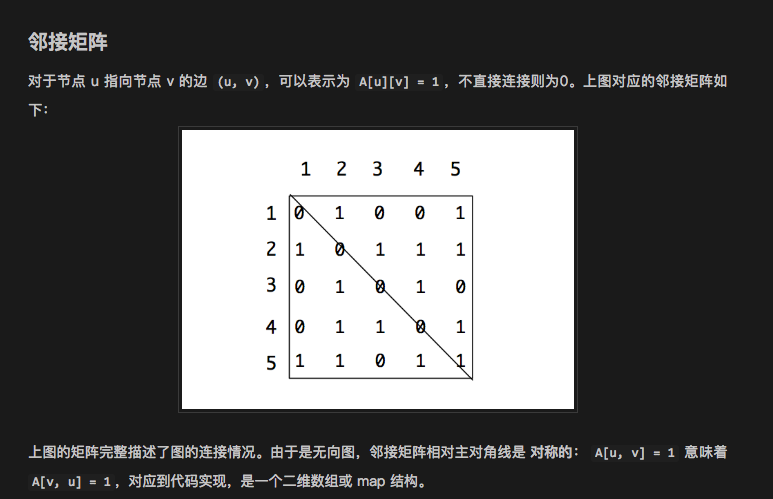 邻接矩阵
对于节点 u 指向节点 v 的边 (u, v)，可以表示为 A[u][v] = 1，不直接连接则为0。上图对应的邻接矩阵如
下：
1 2 3 4 5
1 0 1 0 0 1
2 1 0 1 1 1
3 0 1 0 1 0
4 0 1 1 0 1
5 1 1 0 1 1
上图的矩阵完整描述了图的连接情况。由于是无向图，邻接矩阵相对主对角线是 对称的： A[u, v] = 1 意味着
A[v, u] = 1，对应到代码实现，是一个二维数组或 map 结构。